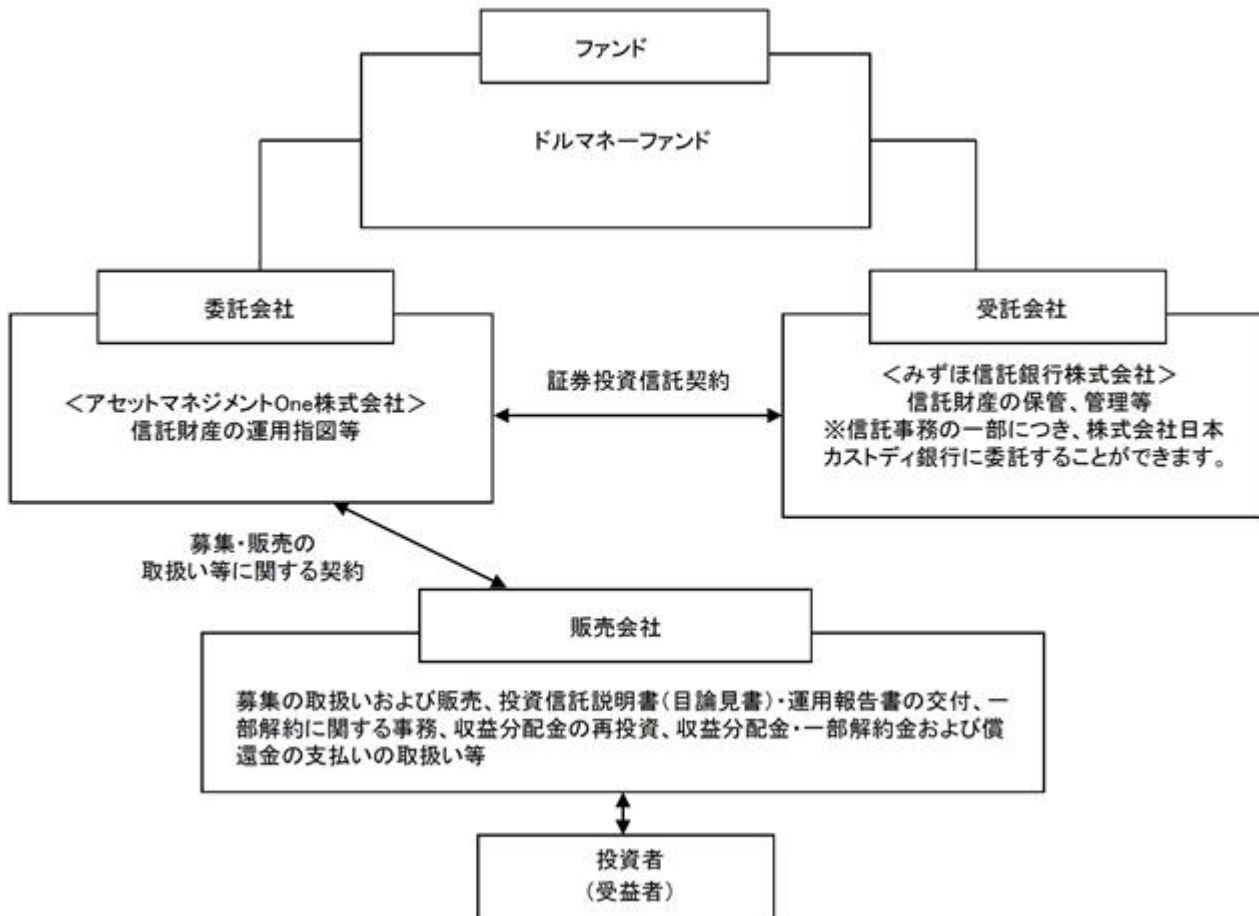 ファンド
ドルマネーファンド
委託会社
<アセットマネジメントOne株式会社>
信託財産の運用指図等
証券投資信託契約
受託会社
<みずほ信託銀行株式会社>
信託財産の保管、管理等
※信託事務の一部につき、株式会社日本
カストディ銀行に委託することができます。
募集・販売の
取扱い等に関する契約
販売会社
募集の取扱いおよび販売、投資信託説明書(目論見書)・運用報告書の交付、一
部解約に関する事務、収益分配金の再投資、収益分配金・一部解約金および償
還金の支払いの取扱い等
投資者
(受益者)